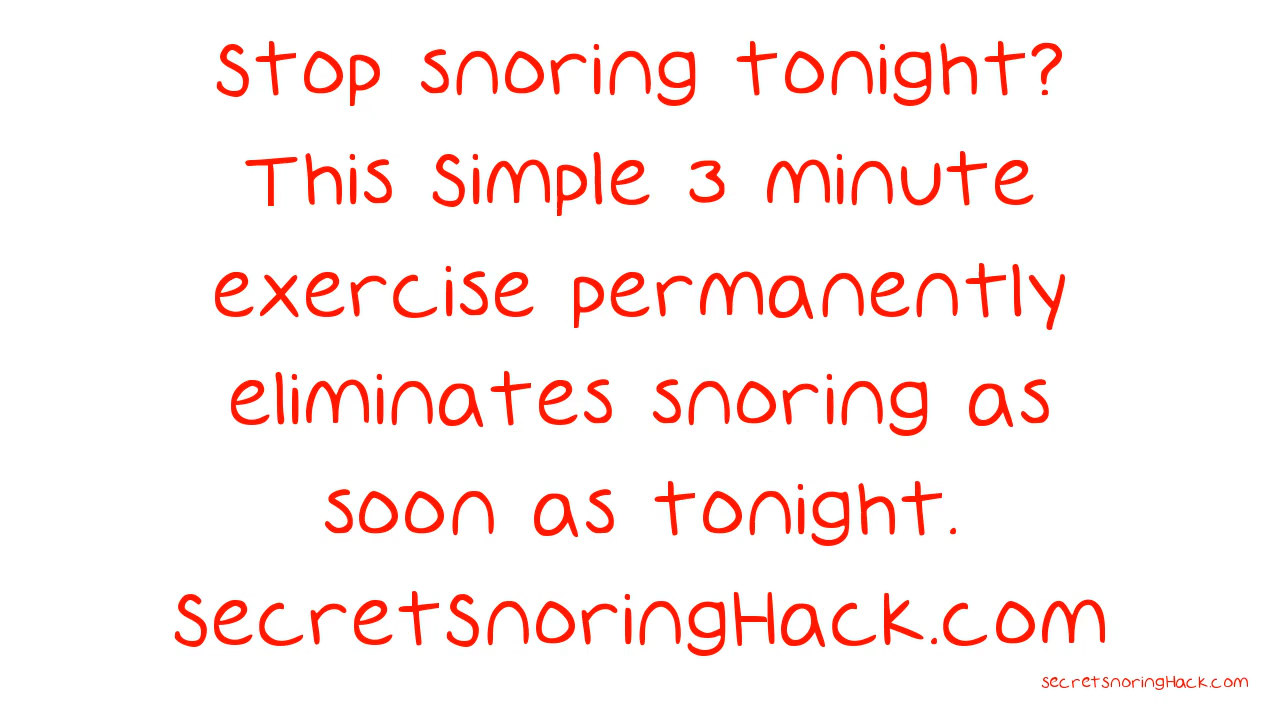 Stop snoring tonight?
This Simple 3 minute
exercise permanently
eliminates snoring as
soon as tonight.
SecretSnoringHack.com
secretsnoringHack.com